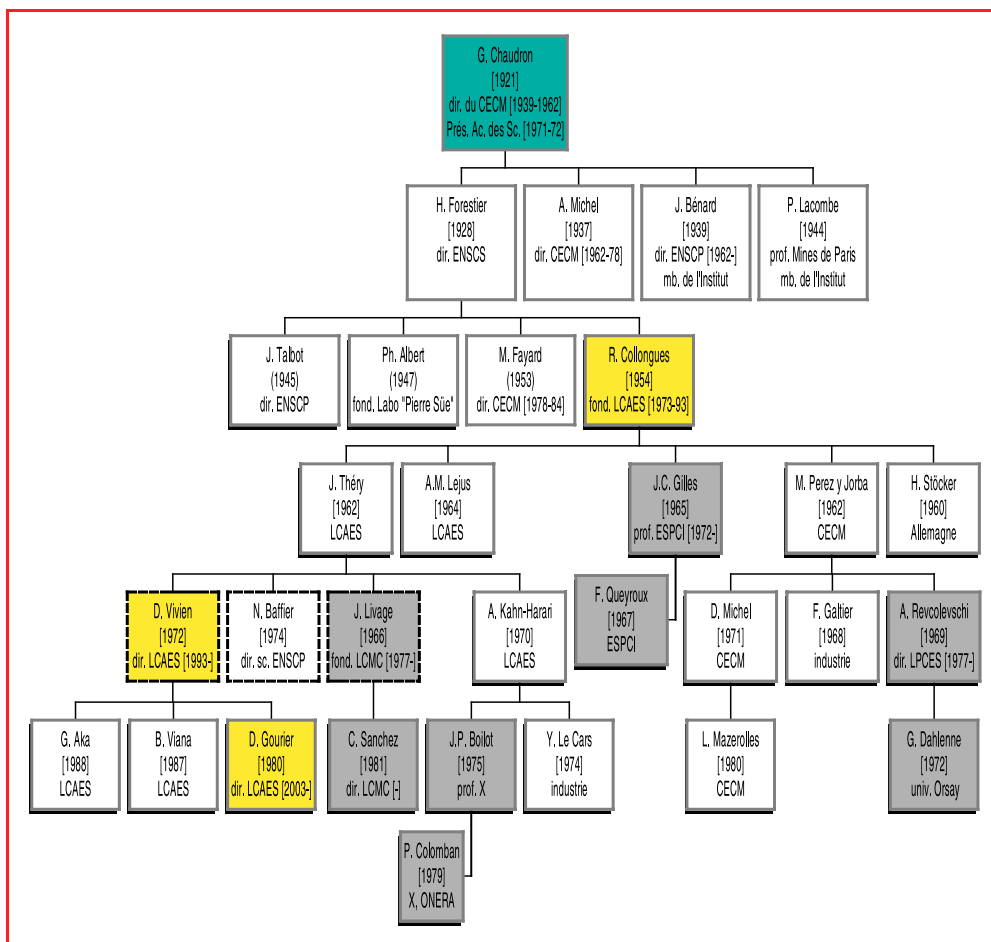 G. Chaudron
[1921]
dir. du CECM [1939-1962]
Prés. Ac. des Sc. [1971-72]
H. Forestier
[1928]
dir. ENSCS
A. Michel
[1937]
dir. CECM [1962-78]
J. Bénard
[1939]
dir. ENSCP [1962-]
mb. de l'Institut
P. Lacombe
[1944]
prof. Mines de Paris
mb. de l'Institut
J. Talbot
(1945)
dir. ENSCP
Ph. Albert
(1947)
fond. Labo "Pierre Süe"
M. Fayard
(1953)
dir. CECM [1978-84)
R. Collongues
[1954]
fond. LCAES [1973-93]
J. Théry
[1962]
LCAES
A.M. Lejus
[1964]
LCAES
J.C. Gilles
[1965]
prof. ESPCI [1972-]
M. Perez y Jorba
[1962]
CECM
H. Stöcker
[1960]
Allemagne
D. Vivien
[1972]
dir. LCAES [1993-]
N. Baffier
[1974]
dir. sc. ENSCP
J. Livage
[1966]
fond. LCMC [1977-]
A. Kahn-Harari
[1970]
LCAES
F. Queyroux
[1967]
ESPCI
D. Michel
[1971]
CECM
F. Galtier
[1968]
industrie
A. Revcolevschi
[1969]
dir. LPCES [1977-]
G. Aka
[1988]
LCAES
B. Viana
[1987]
LCAES
D. Gourier
[1980]
dir. LCAES [2003-]
C. Sanchez
[1981]
dir. LCMC [-]
J.P. Boilot
[1975]
prof. X
Y. Le Cars
[1974]
industrie
L. Mazerolles
[1980]
CECM
G. Dahlenne
[1972]
univ. Orsay
P. Colomban
[1979]
X, ONERA